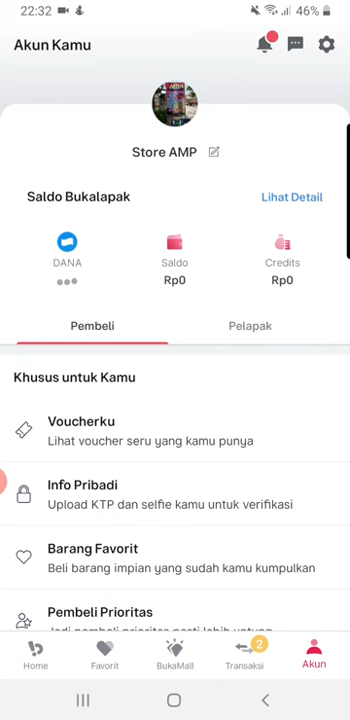 22:32
46%
Akun Kamu
Store AMP
Saldo Bukalapak
Lihat Detail
DANA
Saldo
Credits
Rp0
Rp0
Pembeli
Pelapak
Khusus untuk Kamu
Voucherku
Lihat voucher seru yang kamu punya
Info Pribadi
Upload KTP dan selfie kamu untuk verifikasi
Barang Favorit
Beli barang impian yang sudah kamu kumpulkan
Pembeli Prioritas
Jadi pembeli prioritas pasti lebih untung
2
Home
Favorit
BukaMall
Transaksi
Akun